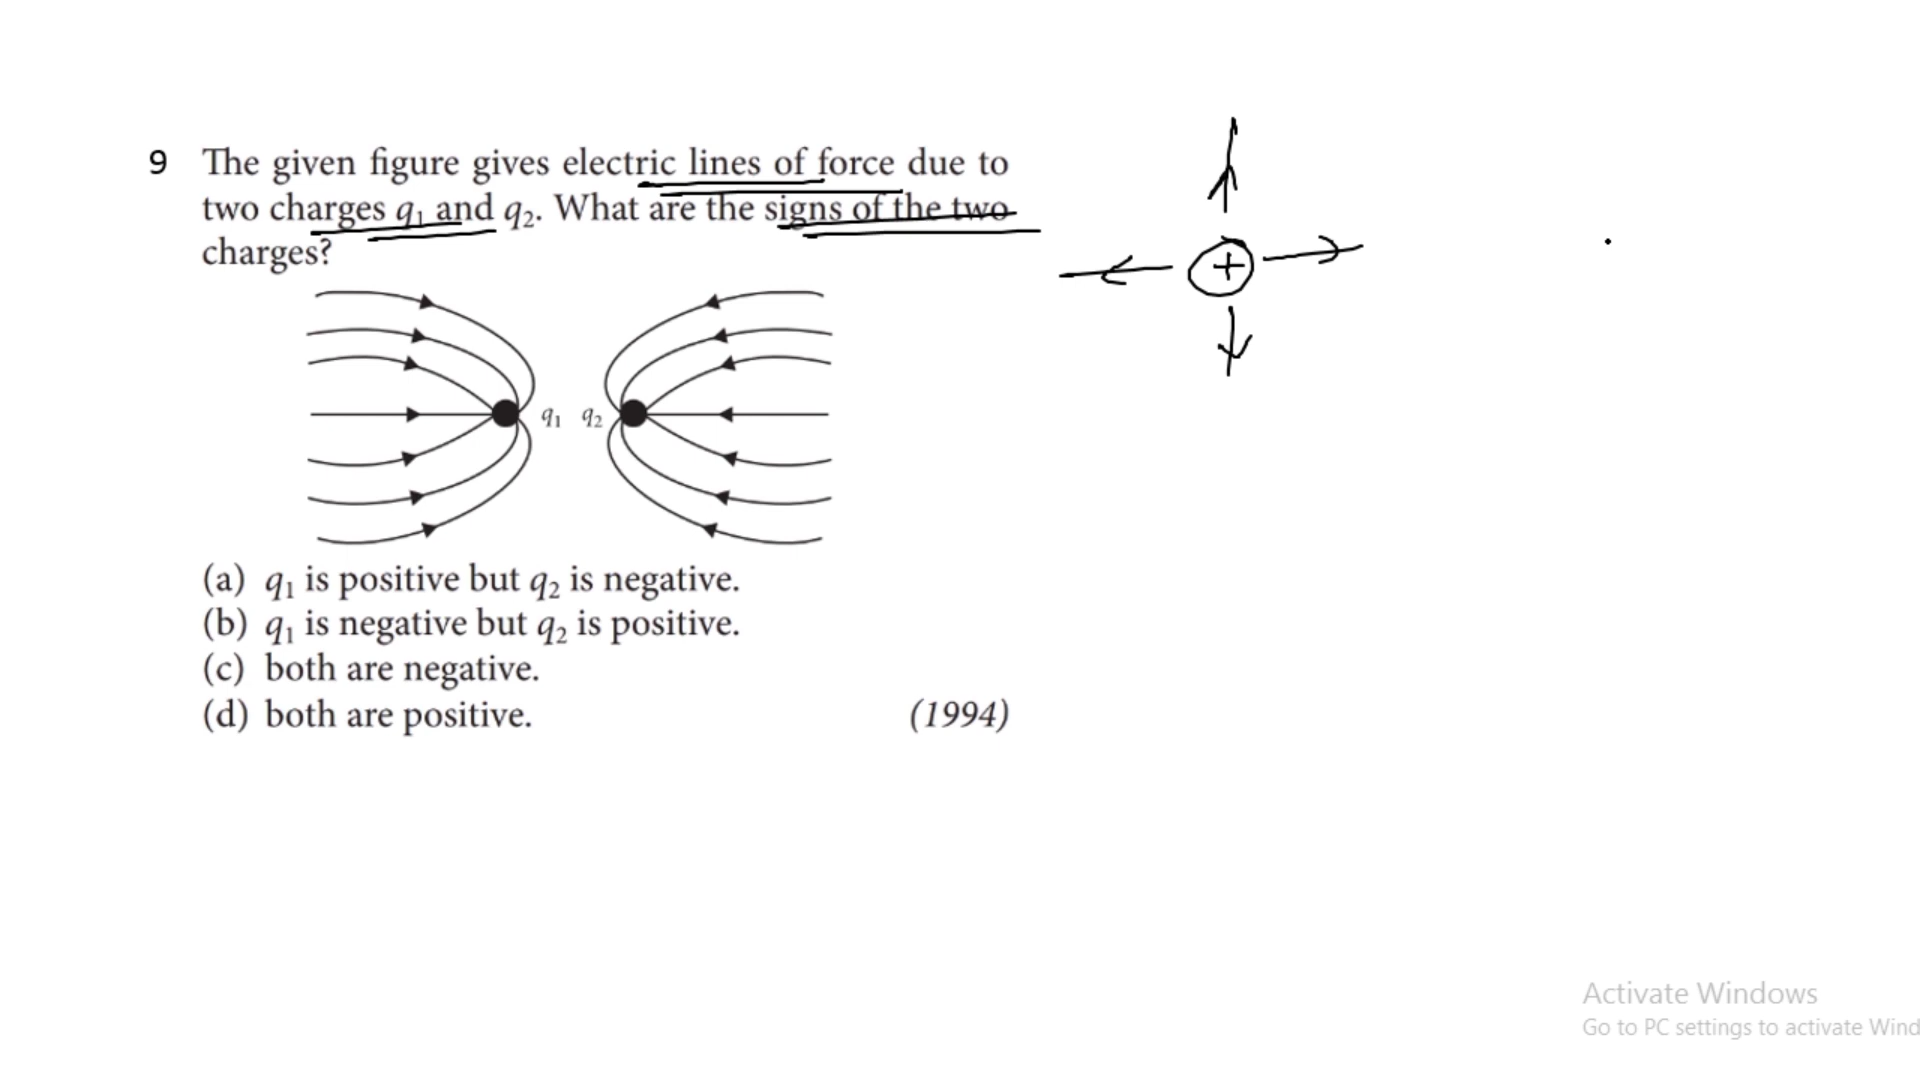 9 The given figure gives electric lines of force due to
two charges q₁ and q₂. What are the signs of the two
charges?
+
q₁ q₂
(a) q₁ is positive but q₂ is negative.
(b) q₁ is negative but q₂ is positive.
(c) both are negative.
(d) both are positive. (1994)
Activate Windows
Go to PC settings to activate Wind